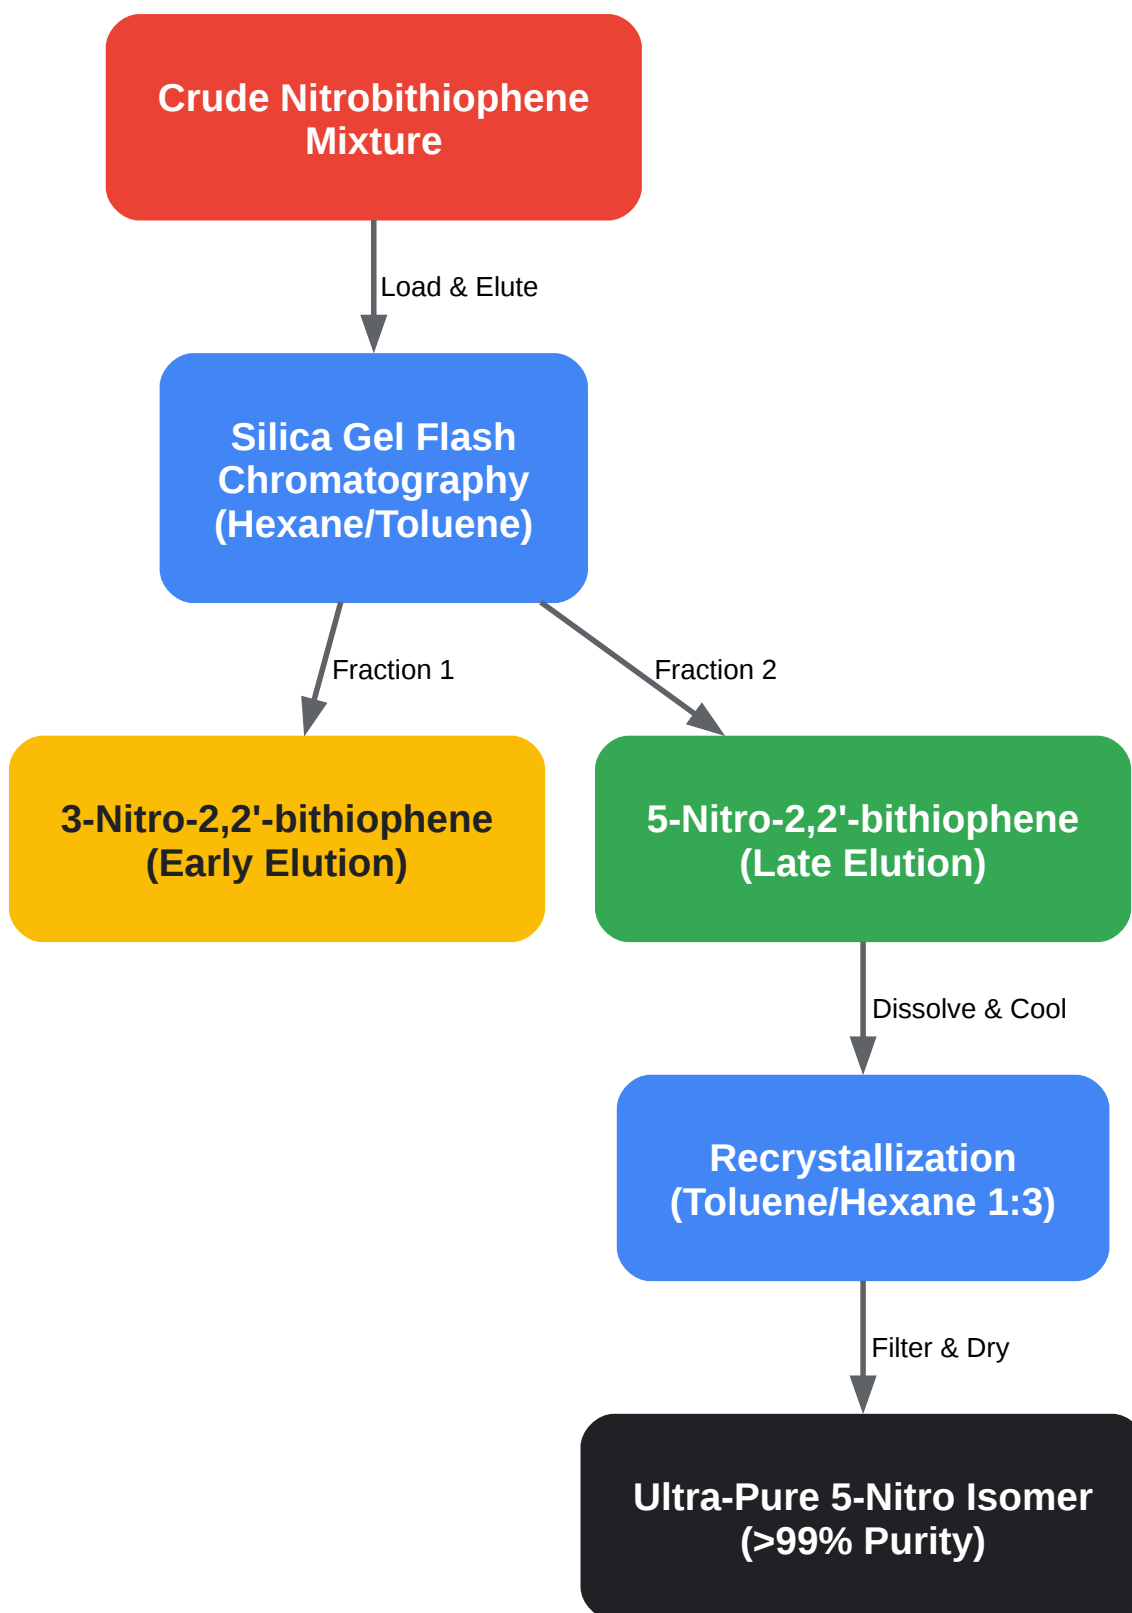 Crude Nitrobithiophene
Mixture
Load & Elute
Silica Gel Flash
Chromatography
(Hexane/Toluene)
Fraction 1
Fraction 2
3-Nitro-2,2'-bithiophene
(Early Elution)
5-Nitro-2,2'-bithiophene
(Late Elution)
Dissolve & Cool
Recrystallization
(Toluene/Hexane 1:3)
Filter & Dry
Ultra-Pure 5-Nitro Isomer
(>99% Purity)